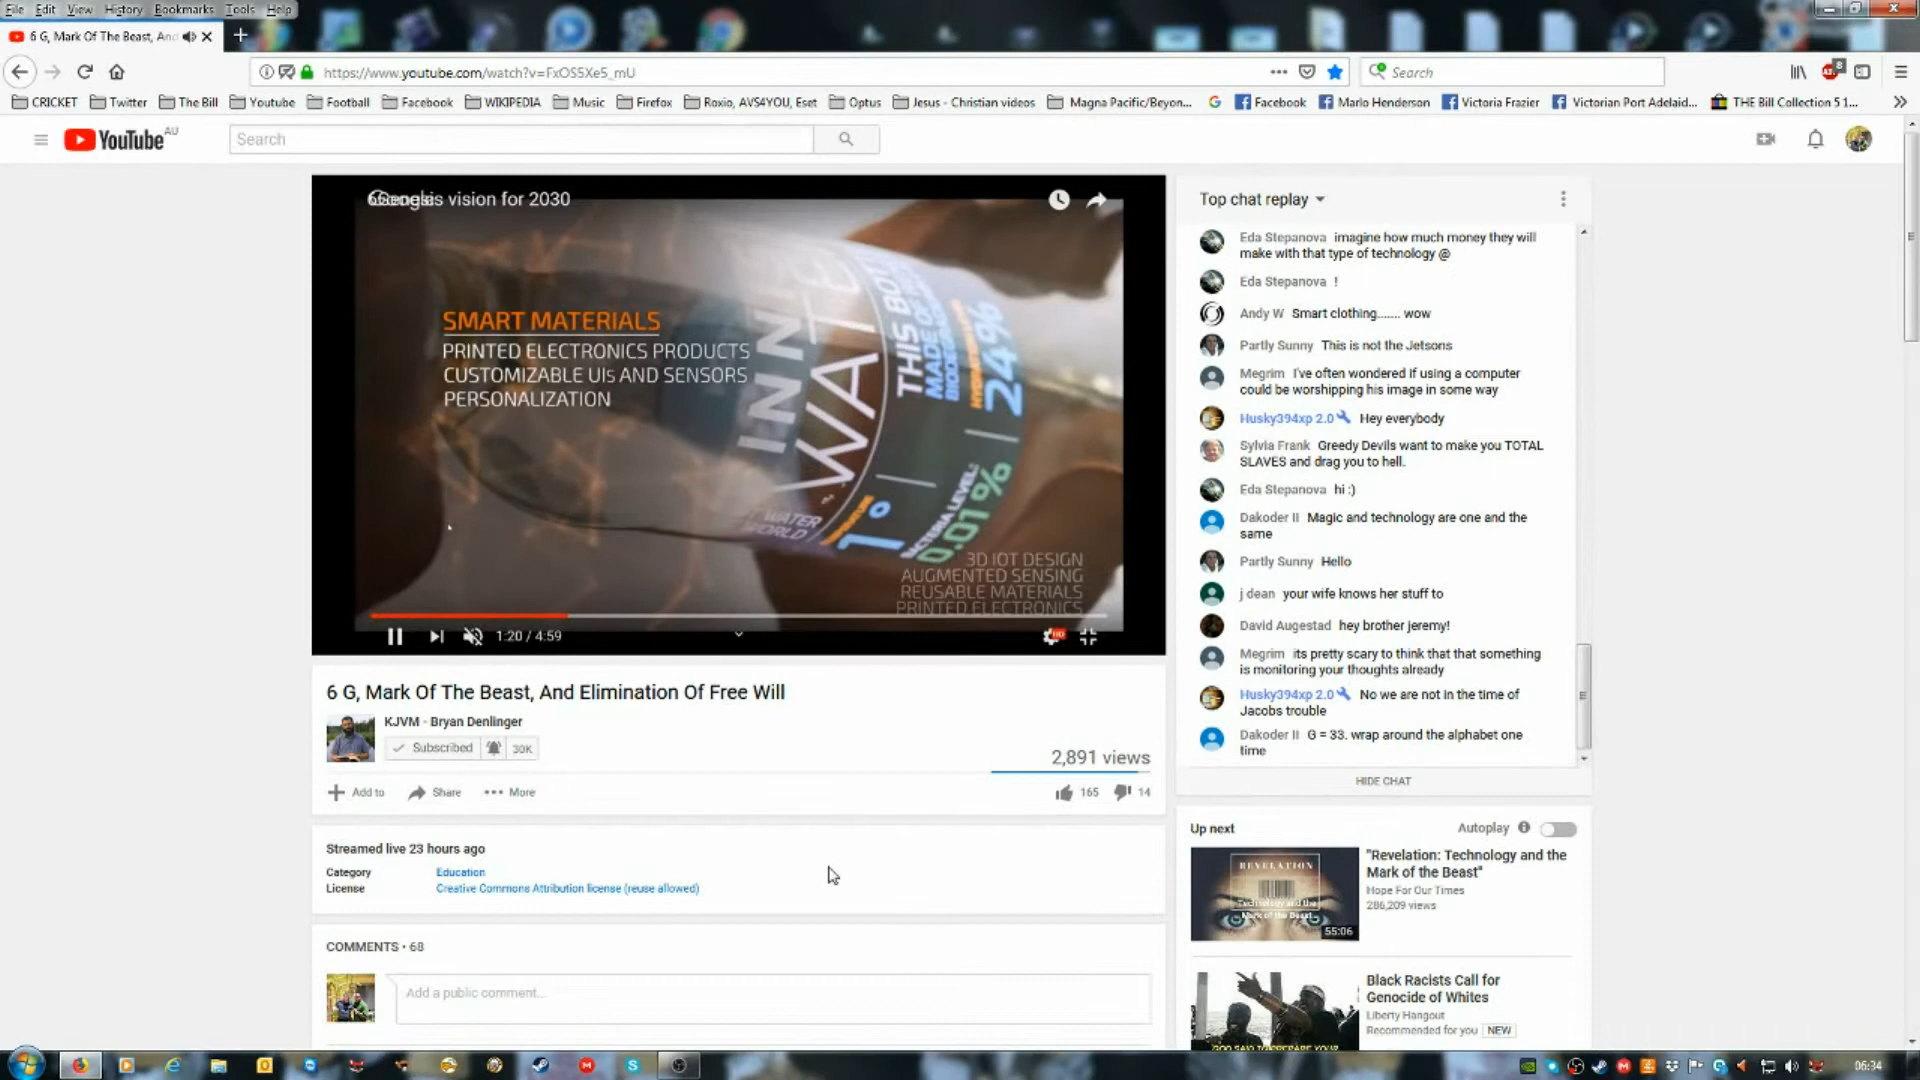 File Edit View History Bookmarks Tools Help
6 G, Mark Of The Beast, And
https://www.youtube.com/watch?v=FxOS5Xe5_mU
Search
8
CRICKET Twitter The Bill Youtube Football Facebook WIKIPEDIA Music Firefox Roxio, AVS4YOU, Eset Optus Jesus - Christian videos Magna Pacific/Beyon... Facebook Marlo Henderson Victoria Frazier Victorian Port Adelaid... THE Bill Collection 5 1...
YouTube AU
Search
vision for 2030
SMART MATERIALS
PRINTED ELECTRONICS PRODUCTS
CUSTOMIZABLE UIs AND SENSORS
PERSONALIZATION
INNE
WATE
THIS BOT
MADE OF
24%
1°
WATER
WORLD
BACTERIA LEVEL:
0.01%
3D IOT DESIGN
AUGMENTED SENSING
REUSABLE MATERIALS
PRINTED ELECTRONICS
1:20 / 4:59
HD
6 G, Mark Of The Beast, And Elimination Of Free Will
KJVM - Bryan Denlinger
Subscribed 30K
2,891 views
Add to Share More
165 14
Streamed live 23 hours ago
Category Education
License Creative Commons Attribution license (reuse allowed)
COMMENTS • 68
Add a public comment...
Top chat replay
Eda Stepanova imagine how much money they will
make with that type of technology @
Eda Stepanova !
Andy W Smart clothing....... wow
Partly Sunny This is not the Jetsons
Megrim I've often wondered if using a computer
could be worshipping his image in some way
Husky394xp 2.0 Hey everybody
Sylvia Frank Greedy Devils want to make you TOTAL
SLAVES and drag you to hell.
Eda Stepanova hi :)
Dakoder II Magic and technology are one and the
same
Partly Sunny Hello
j dean your wife knows her stuff to
David Augestad hey brother jeremy!
Megrim its pretty scary to think that that something
is monitoring your thoughts already
Husky394xp 2.0 No we are not in the time of
Jacobs trouble
Dakoder II G = 33. wrap around the alphabet one
time
HIDE CHAT
Up next Autoplay
REVELATION
Technology and the
Mark of the Beast
55:06
"Revelation: Technology and the
Mark of the Beast"
Hope For Our Times
286,209 views
Black Racists Call for
Genocide of Whites
Liberty Hangout
Recommended for you NEW
06:34